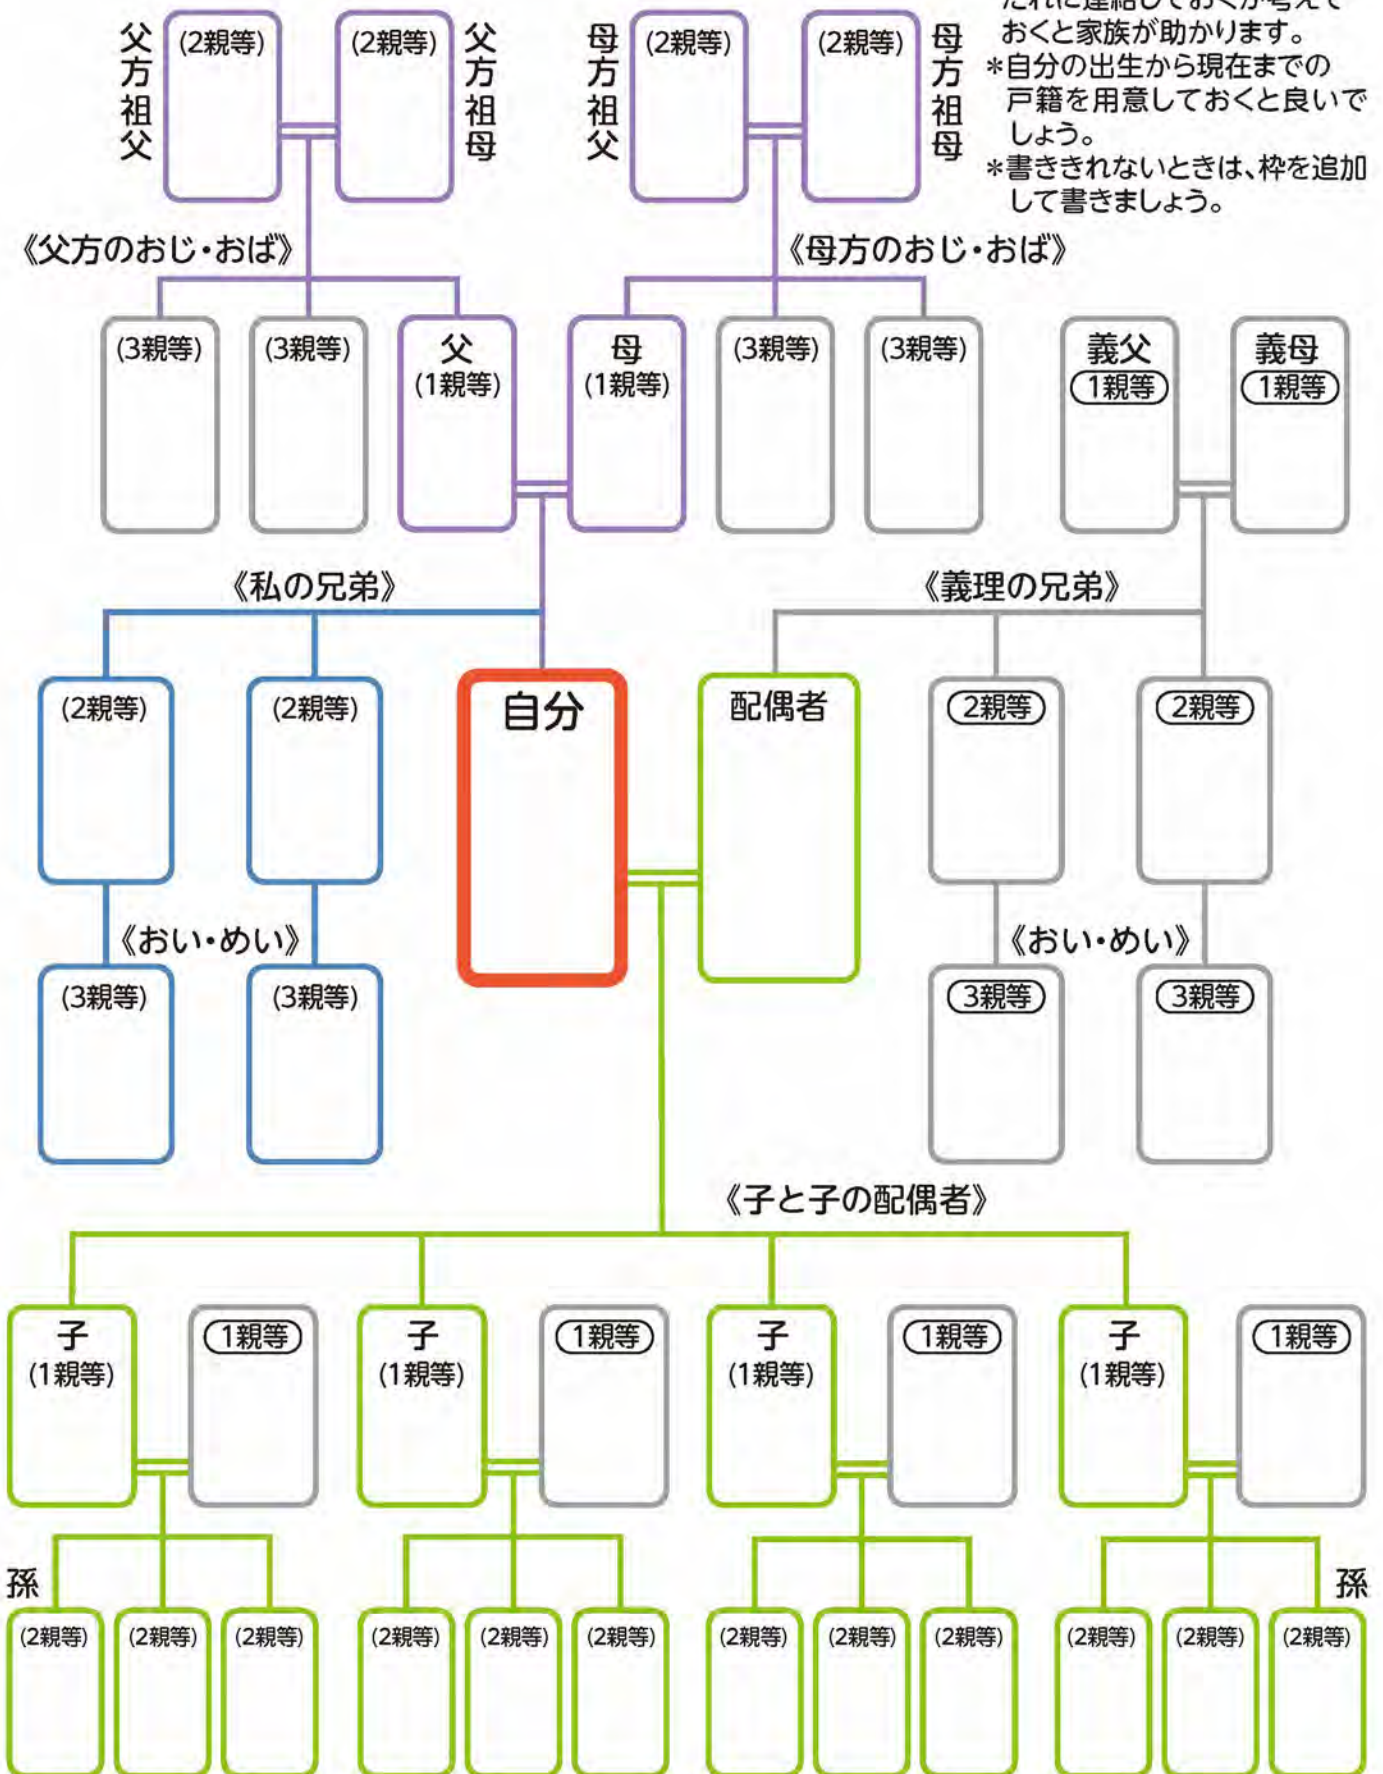 だれに連絡しておくか考えて
おくと家族が助かります。
*自分の出生から現在までの
戸籍を用意しておくと良いで
しょう。
*書ききれないときは、枠を追加
して書きましょう。
父方祖父
(2親等)
(2親等)
父方祖母
母方祖父
(2親等)
(2親等)
母方祖母
《父方のおじ・おば》
《母方のおじ・おば》
(3親等)
(3親等)
父
(1親等)
母
(1親等)
(3親等)
(3親等)
義父
1親等
義母
1親等
《私の兄弟》
《義理の兄弟》
(2親等)
(2親等)
自分
配偶者
2親等
2親等
《おい・めい》
《おい・めい》
(3親等)
(3親等)
3親等
3親等
《子と子の配偶者》
子
(1親等)
1親等
子
(1親等)
1親等
子
(1親等)
1親等
子
(1親等)
1親等
孫
孫
(2親等)
(2親等)
(2親等)
(2親等)
(2親等)
(2親等)
(2親等)
(2親等)
(2親等)
(2親等)
(2親等)
(2親等)